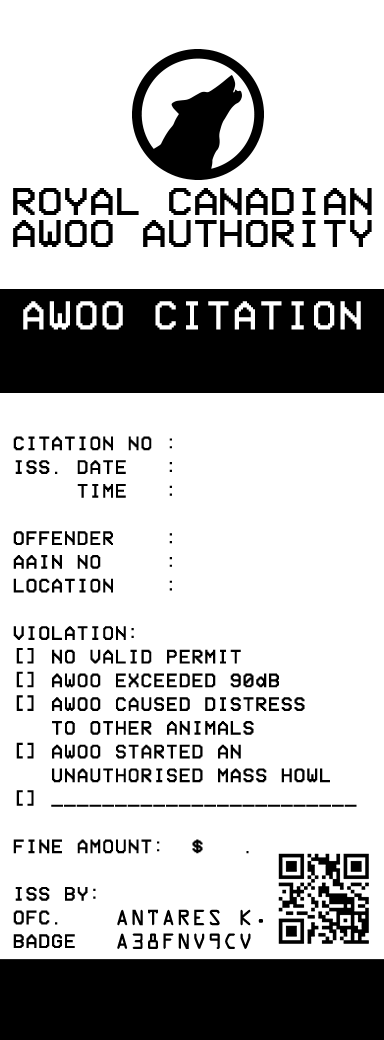 ROYAL CANADIAN
AWOO AUTHORITY
AWOO CITATION
CITATION NO :
ISS. DATE :
TIME :
OFFENDER :
AAIN NO :
LOCATION :
VIOLATION:
[] NO VALID PERMIT
[] AWOO EXCEEDED 90dB
[] AWOO CAUSED DISTRESS
TO OTHER ANIMALS
[] AWOO STARTED AN
UNAUTHORISED MASS HOWL
[] ________________________
FINE AMOUNT: $ .
ISS BY:
OFC. ANTARES K.
BADGE A38FNV9CV